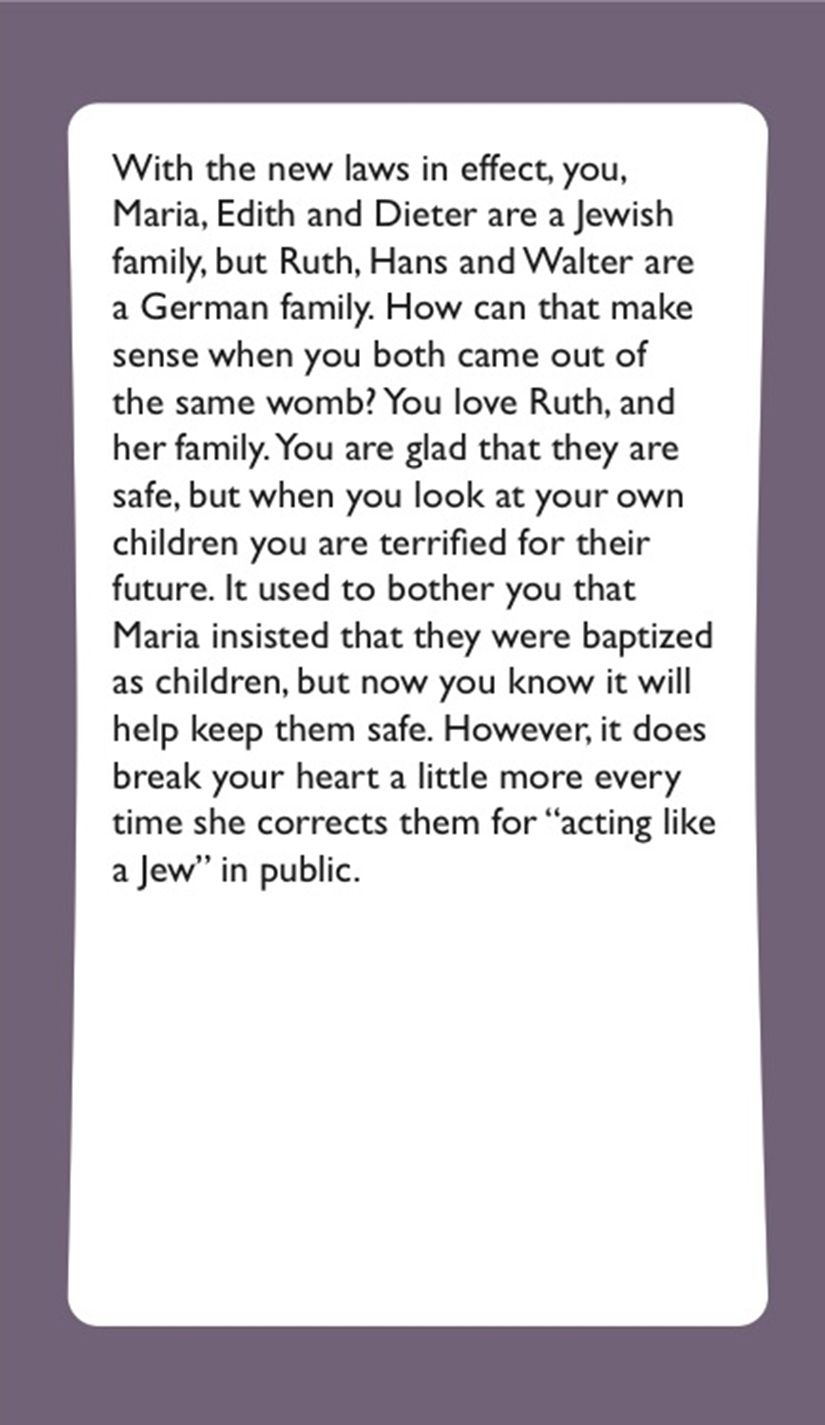 With the new laws in effect, you,
Maria, Edith and Dieter are a Jewish
family, but Ruth, Hans and Walter are
a German family. How can that make
sense when you both came out of
the same womb? You love Ruth, and
her family. You are glad that they are
safe, but when you look at your own
children you are terrified for their
future. It used to bother you that
Maria insisted that they were baptized
as children, but now you know it will
help keep them safe. However, it does
break your heart a little more every
time she corrects them for “acting like
a Jew” in public.